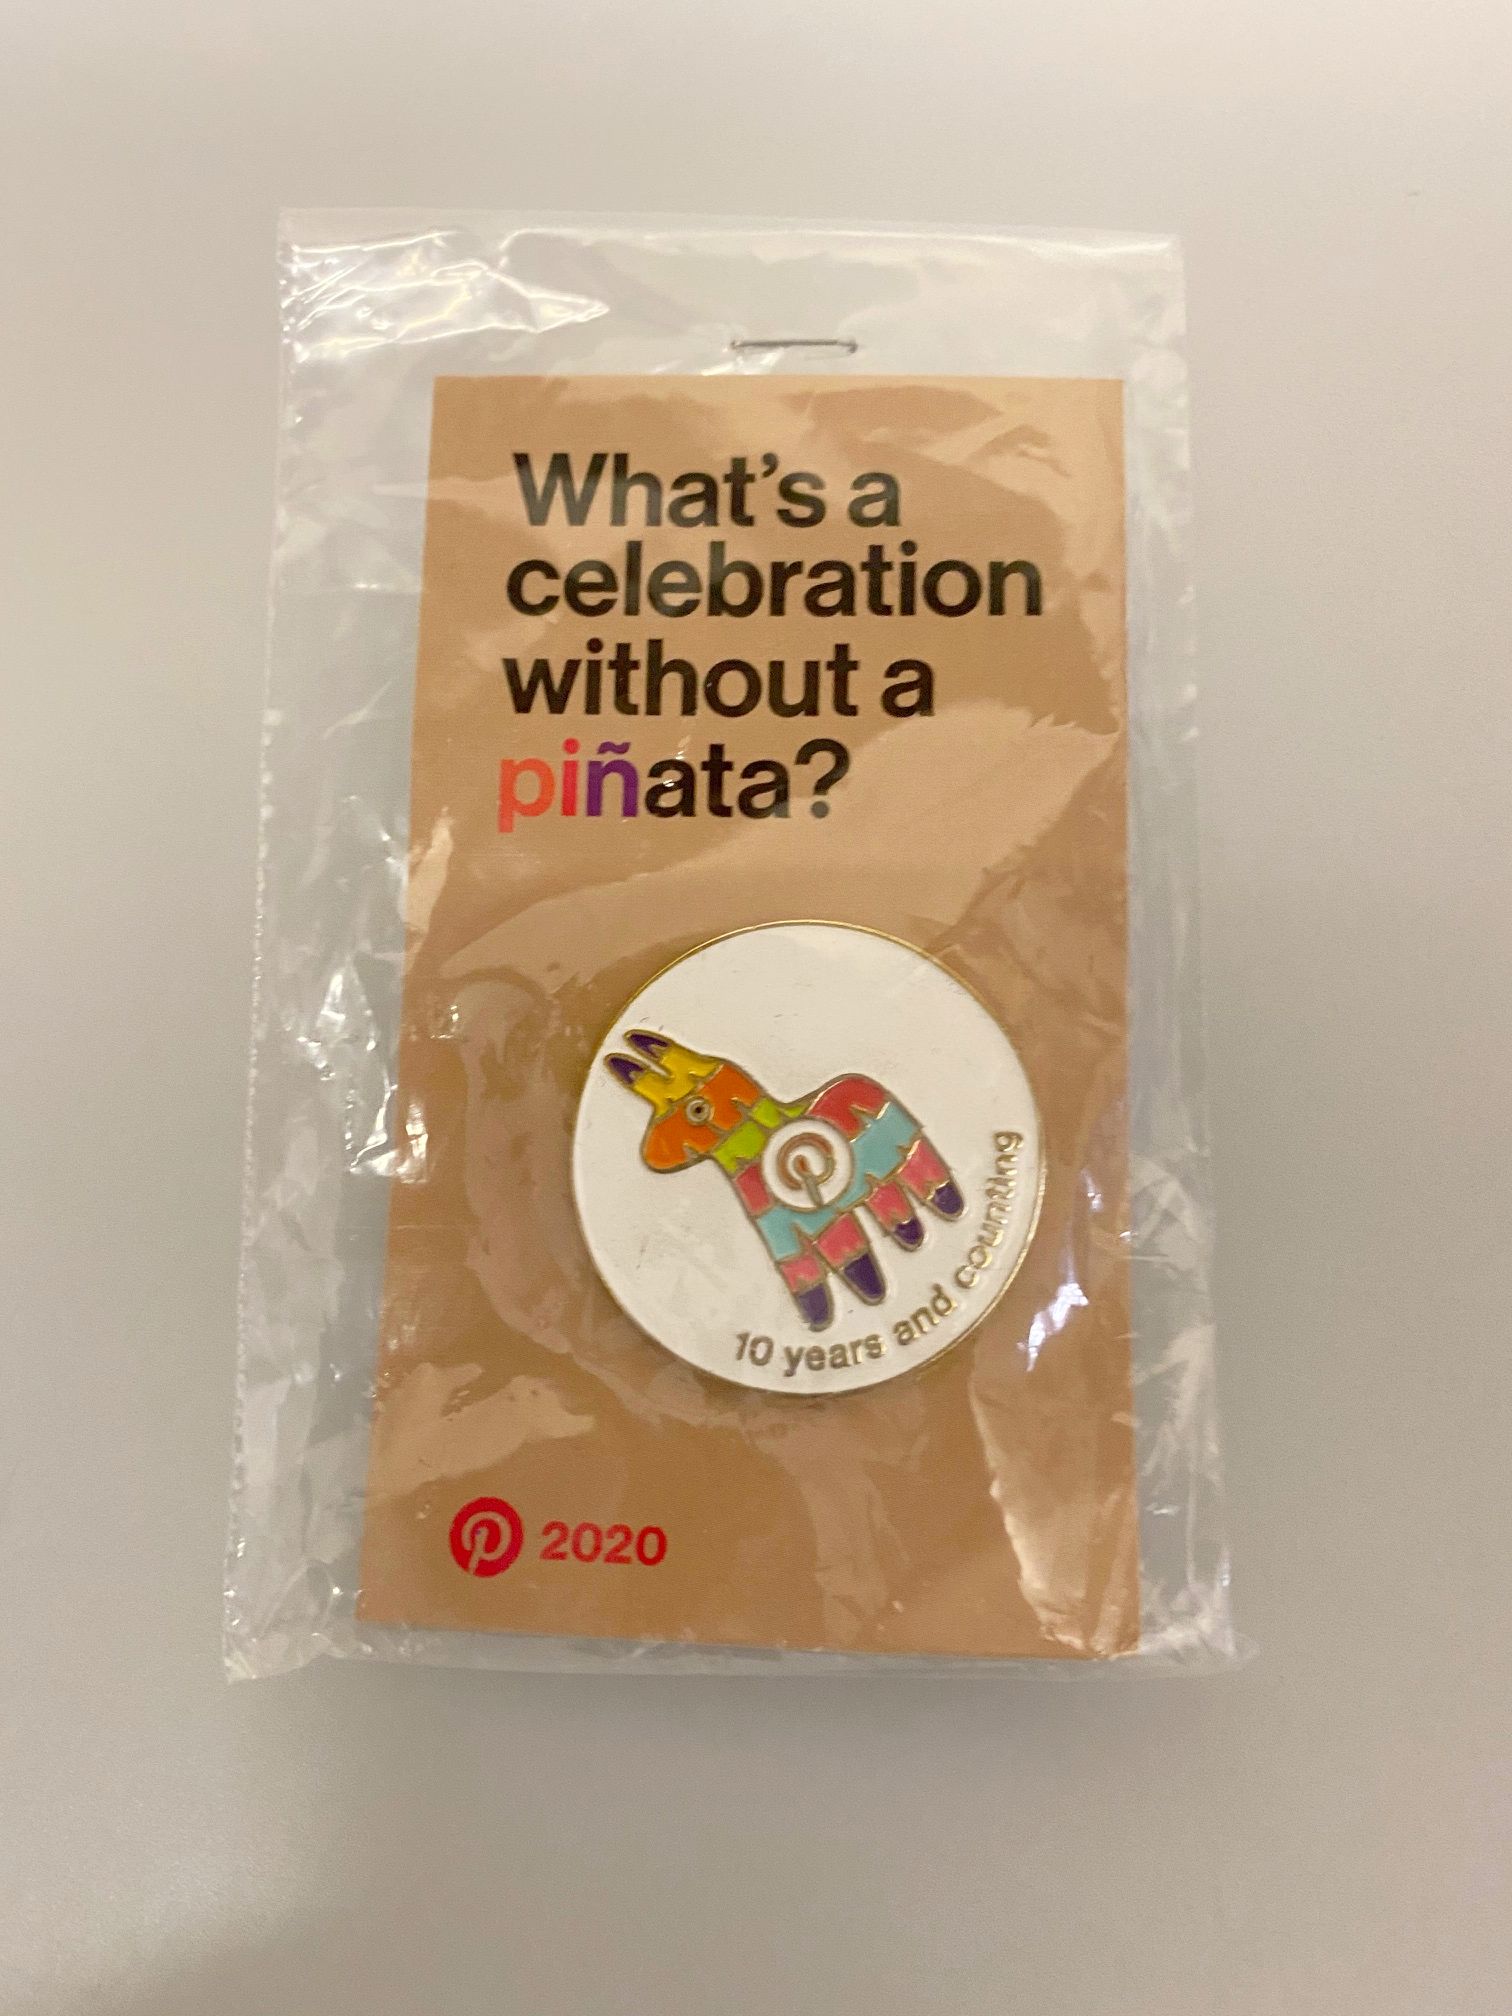 What's a
celebration
without a
piñata?
10 years and counting
2020